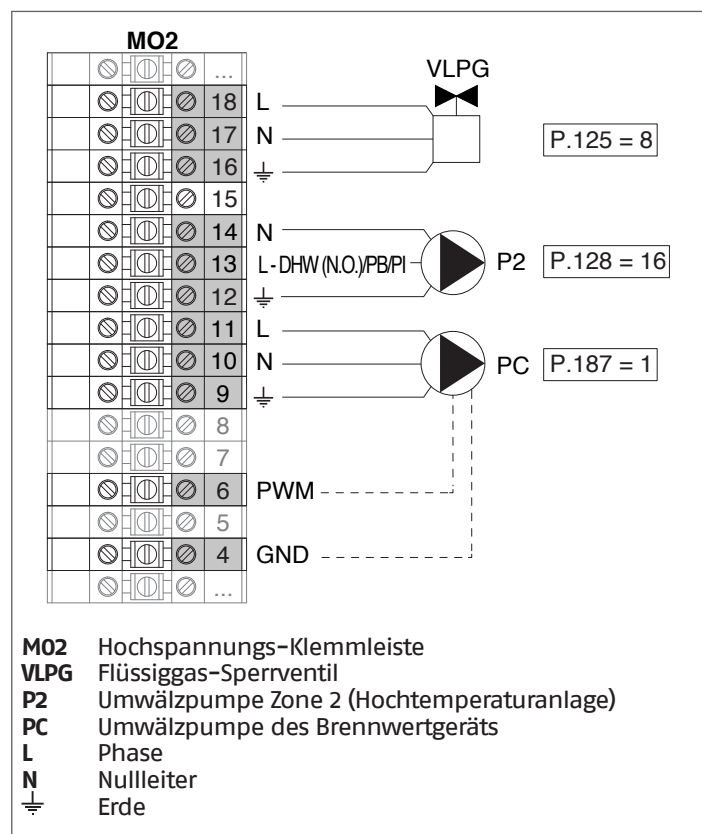 MO2
...
VLPG
18 L
17 N P.125 = 8
16 ⏚
15
14 N
13 L - DHW (N.O.)/PB/PI P2 P.128 = 16
12 ⏚
11 L
10 N PC P.187 = 1
9 ⏚
8
7
6 PWM
5
4 GND
...
M02 Hochspannungs-Klemmleiste
VLPG Flüssiggas-Sperrventil
P2 Umwälzpumpe Zone 2 (Hochtemperaturanlage)
PC Umwälzpumpe des Brennwertgeräts
L Phase
N Nullleiter
⏚ Erde